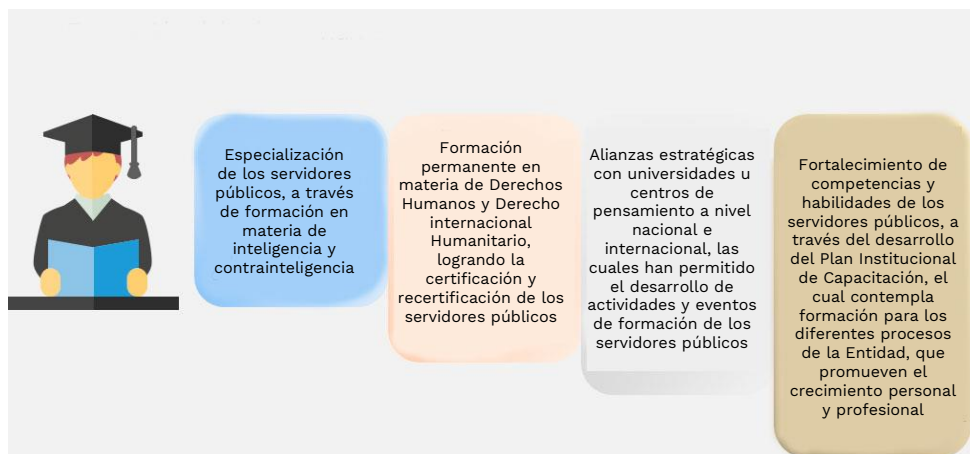 Especialización
de los servidores
públicos, a través
de formación en
materia de
inteligencia y
contrainteligencia
Formación
permanente en
materia de Derechos
Humanos y Derecho
internacional
Humanitario,
logrando la
certificación y
recertificación de los
servidores públicos
Alianzas estratégicas
con universidades u
centros de
pensamiento a nivel
nacional e
internacional, las
cuales han permitido
el desarrollo de
actividades y eventos
de formación de los
servidores públicos
Fortalecimiento de
competencias y
habilidades de los
servidores públicos, a
través del desarrollo
del Plan Institucional
de Capacitación, el
cual contempla
formación para los
diferentes procesos
de la Entidad, que
promueven el
crecimiento personal
y profesional